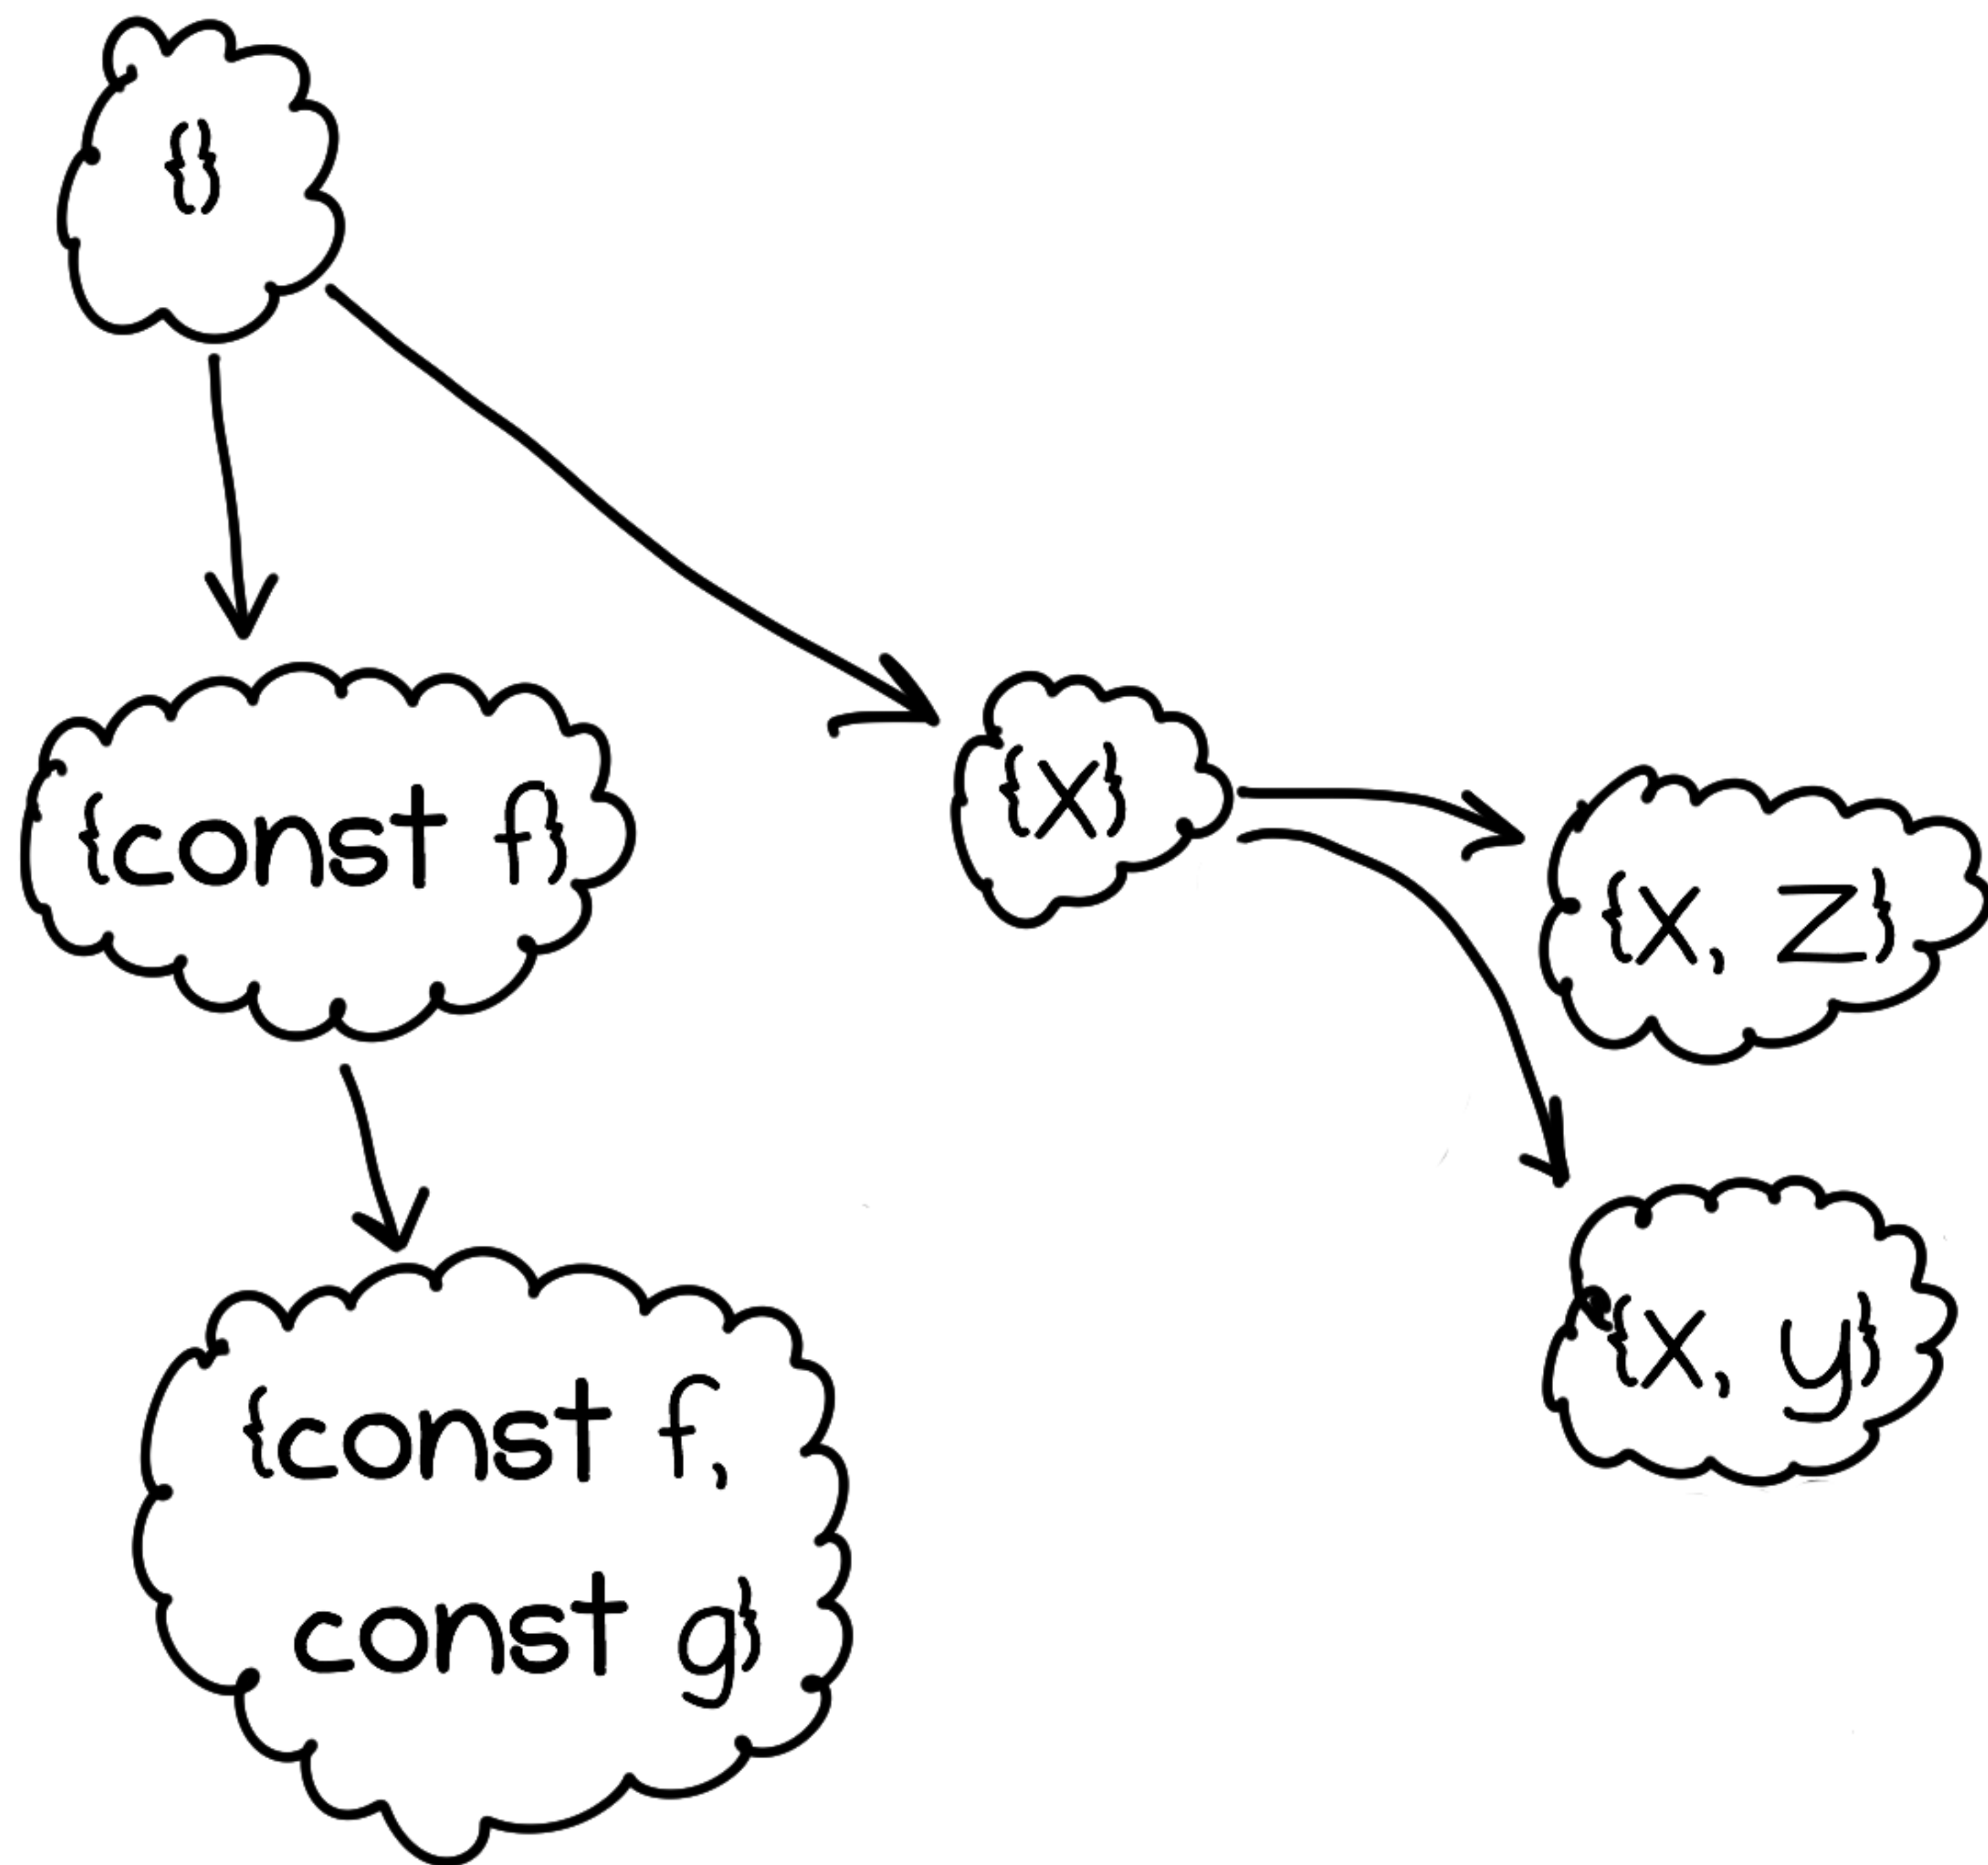 {}
{const f}
{x}
{x, z}
{x, y}
{const f,
const g}